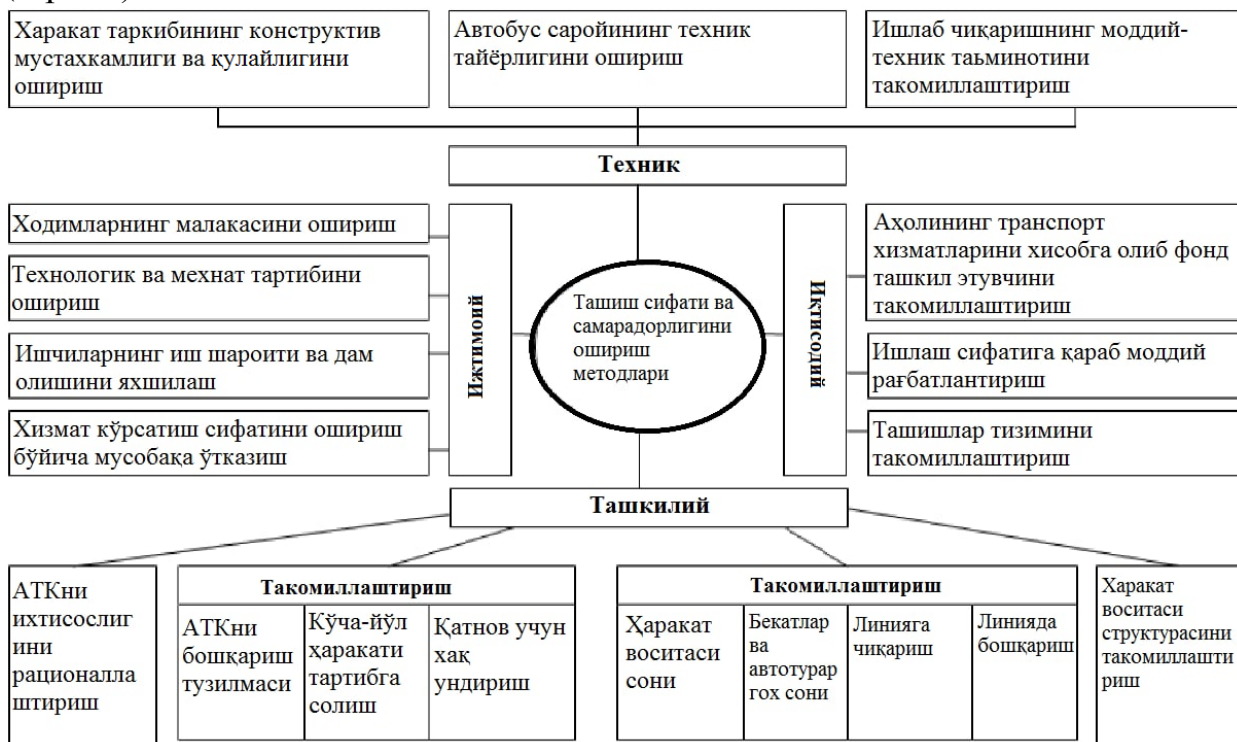 Харакат таркибининг конструктив
мустахкамлиги ва қулайлигини
ошириш
Автобус саройининг техник
тайёрлигини ошириш
Ишлаб чиқаришнинг моддий-
техник таьминотини
такомиллаштириш
Техник
Ходимларнинг малакасини ошириш
Технологик ва мехнат тартибини
ошириш
Ишчиларнинг иш шароити ва дам
олишини яхшилаш
Хизмат кўрсатиш сифатини ошириш
бўйича мусобақа ўтказиш
Ижтимоий
Ташиш сифати ва
самарадорлигини
ошириш
методлари
Иқтисодий
Аҳолининг транспорт
хизматларини хисобга олиб фонд
ташкил этувчини
такомиллаштириш
Ишлаш сифатига қараб моддий
рағбатлантириш
Ташишлар тизимини
такомиллаштириш
Ташкилий
АТКни
ихтисослиг
ини
рационалла
штириш
Такомиллаштириш
АТКни
бошқариш
тузилмаси
Кўча-йўл
ҳаракати
тартибга
солиш
Қатнов учун
хақ
ундириш
Такомиллаштириш
Ҳаракат
воситаси
сони
Бекатлар
ва
автотурар
гох сони
Линияга
чиқариш
Линияда
бошқариш
Харакат
воситаси
структурасини
такомиллашти
риш